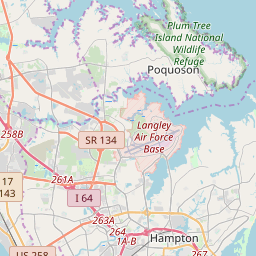 Plum Tree
Island National
Wildlife
Refuge
Poquoson
258B
SR 134
Langley
Air Force
Base
17
143
261A
I 64
263A
264
1A-B
Hampton
US 258
267